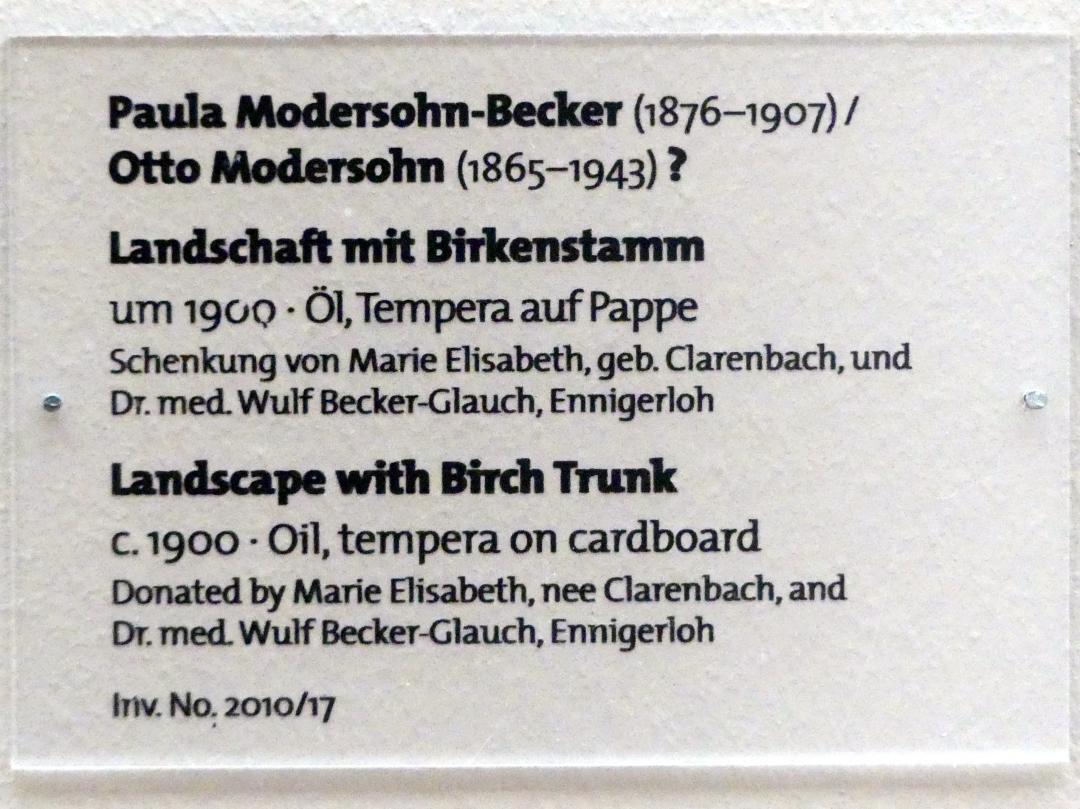 Paula Modersohn-Becker (1876–1907) /
Otto Modersohn (1865–1943) ?
Landschaft mit Birkenstamm
um 1900 · Öl, Tempera auf Pappe
Schenkung von Marie Elisabeth, geb. Clarenbach, und
Dr. med. Wulf Becker-Glauch, Ennigerloh
Landscape with Birch Trunk
c. 1900 · Oil, tempera on cardboard
Donated by Marie Elisabeth, nee Clarenbach, and
Dr. med. Wulf Becker-Glauch, Ennigerloh
Inv. No. 2010/17